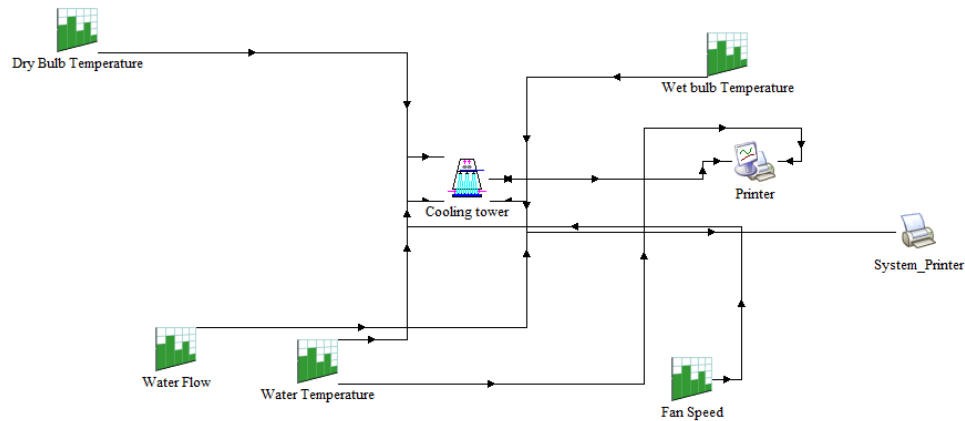 Dry Bulb Temperature
Wet bulb Temperature
Cooling tower
Printer
System_Printer
Water Flow
Water Temperature
Fan Speed